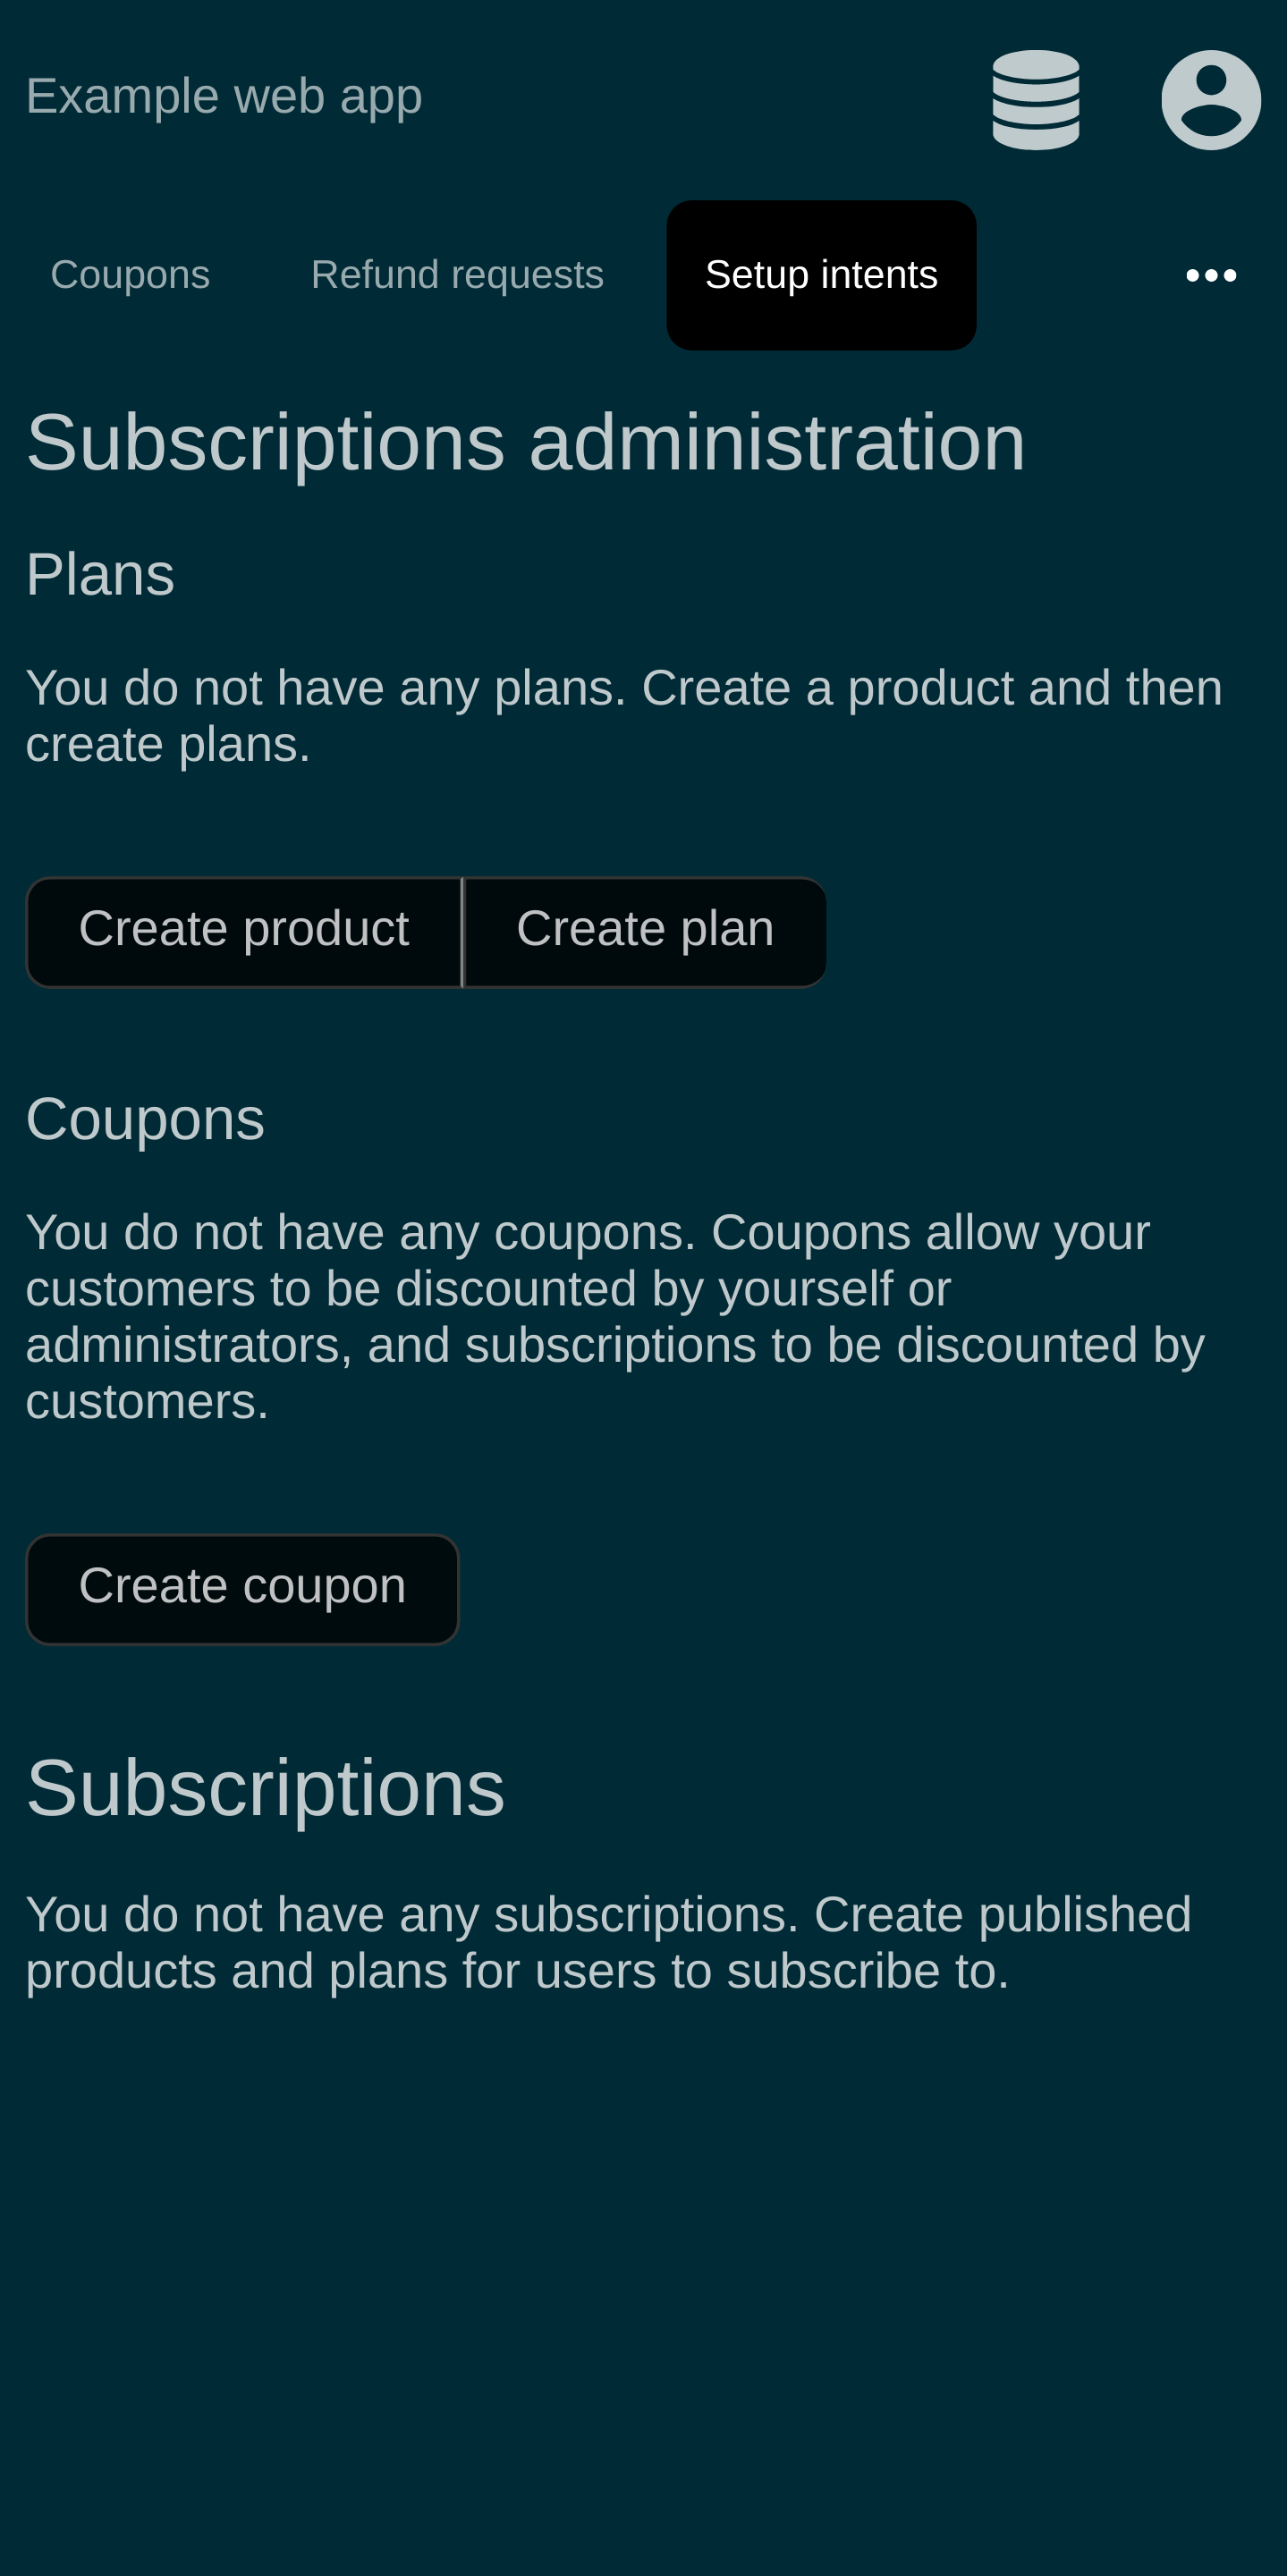 Example web app
Coupons Refund requests Setup intents
Subscriptions administration
Plans
You do not have any plans. Create a product and then
create plans.
Create product Create plan
Coupons
You do not have any coupons. Coupons allow your
customers to be discounted by yourself or
administrators, and subscriptions to be discounted by
customers.
Create coupon
Subscriptions
You do not have any subscriptions. Create published
products and plans for users to subscribe to.